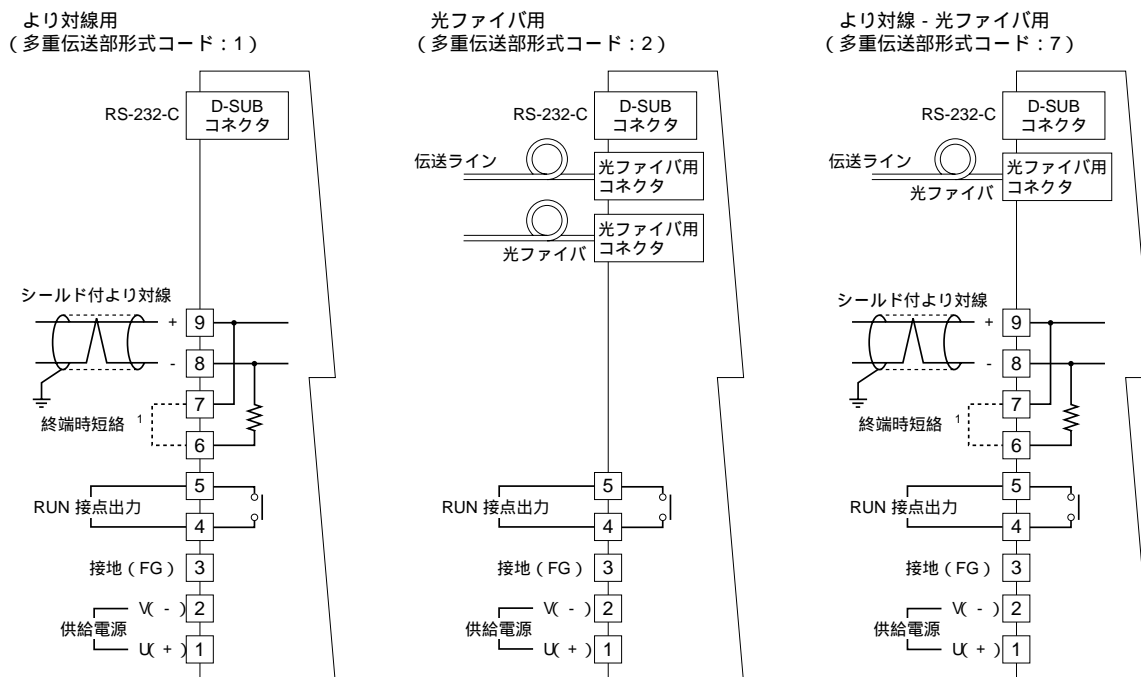 より対線用
（多重伝送部形式コード：1）
RS-232-C
D-SUB
コネクタ
シールド付より対線
+
9
-
8
7
終端時短絡 1
6
5
RUN 接点出力
4
接地（FG）
3
V( - )
2
供給電源
U( + )
1
光ファイバ用
（多重伝送部形式コード：2）
RS-232-C
D-SUB
コネクタ
伝送ライン
光ファイバ用
コネクタ
光ファイバ用
コネクタ
光ファイバ
5
RUN 接点出力
4
接地（FG）
3
V( - )
2
供給電源
U( + )
1
より対線 - 光ファイバ用
（多重伝送部形式コード：7）
RS-232-C
D-SUB
コネクタ
伝送ライン
光ファイバ用
コネクタ
光ファイバ
シールド付より対線
+
9
-
8
7
終端時短絡 1
6
5
RUN 接点出力
4
接地（FG）
3
V( - )
2
供給電源
U( + )
1